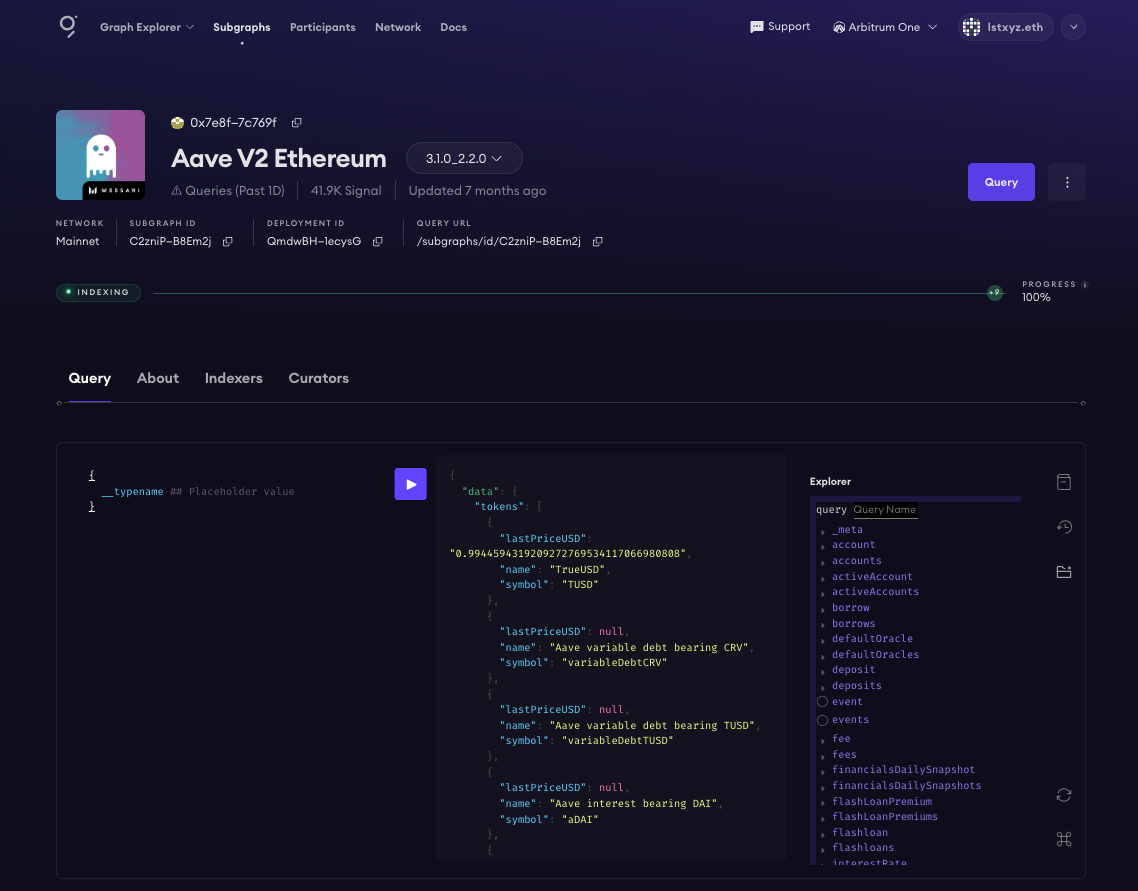 Graph Explorer Subgraphs Participants Network Docs Support Arbitrum One lstxyz.eth
0x7e8f–7c769f
Aave V2 Ethereum 3.1.0_2.2.0
Queries (Past 1D) 41.9K Signal Updated 7 months ago
Query
MESSARI
NETWORK SUBGRAPH ID DEPLOYMENT ID QUERY URL
Mainnet C2zniP–B8Em2j QmdwBH–1ecysG /subgraphs/id/C2zniP–B8Em2j
INDEXING +9 PROGRESS
100%
Query About Indexers Curators
{
__typename ## Placeholder value
}
{
"data": {
"tokens": [
{
"lastPriceUSD":
"0.9944594319209272769534117066980808",
"name": "TrueUSD",
"symbol": "TUSD"
},
{
"lastPriceUSD": null,
"name": "Aave variable debt bearing CRV",
"symbol": "variableDebtCRV"
},
{
"lastPriceUSD": null,
"name": "Aave variable debt bearing TUSD",
"symbol": "variableDebtTUSD"
},
{
"lastPriceUSD": null,
"name": "Aave interest bearing DAI",
"symbol": "aDAI"
},
{
Explorer
query Query Name
_meta
account
accounts
activeAccount
activeAccounts
borrow
borrows
defaultOracle
defaultOracles
deposit
deposits
event
events
fee
fees
financialsDailySnapshot
financialsDailySnapshots
flashLoanPremium
flashLoanPremiums
flashloan
flashloans
interestRate